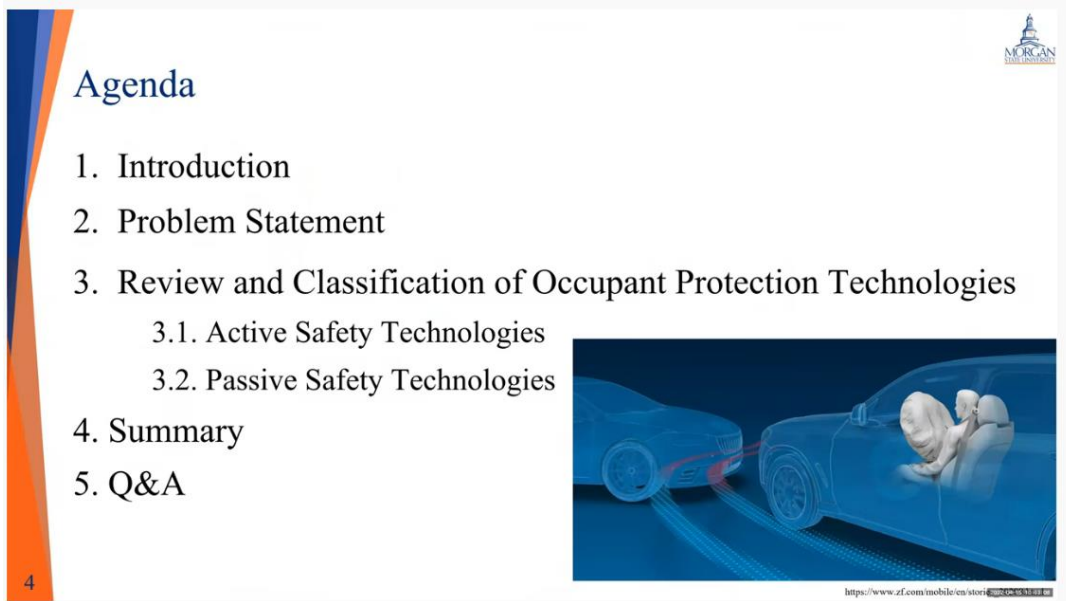 MORGAN
STATE UNIVERSITY
Agenda
1. Introduction
2. Problem Statement
3. Review and Classification of Occupant Protection Technologies
3.1. Active Safety Technologies
3.2. Passive Safety Technologies
4. Summary
5. Q&A
4
https://www.zf.com/mobile/en/stori